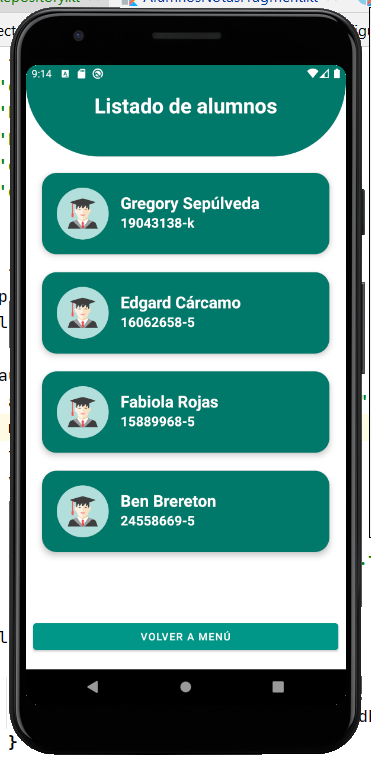 9:14
Listado de alumnos
Gregory Sepúlveda
19043138-k
Edgard Cárcamo
16062658-5
Fabiola Rojas
15889968-5
Ben Brereton
24558669-5
VOLVER A MENÚ
}